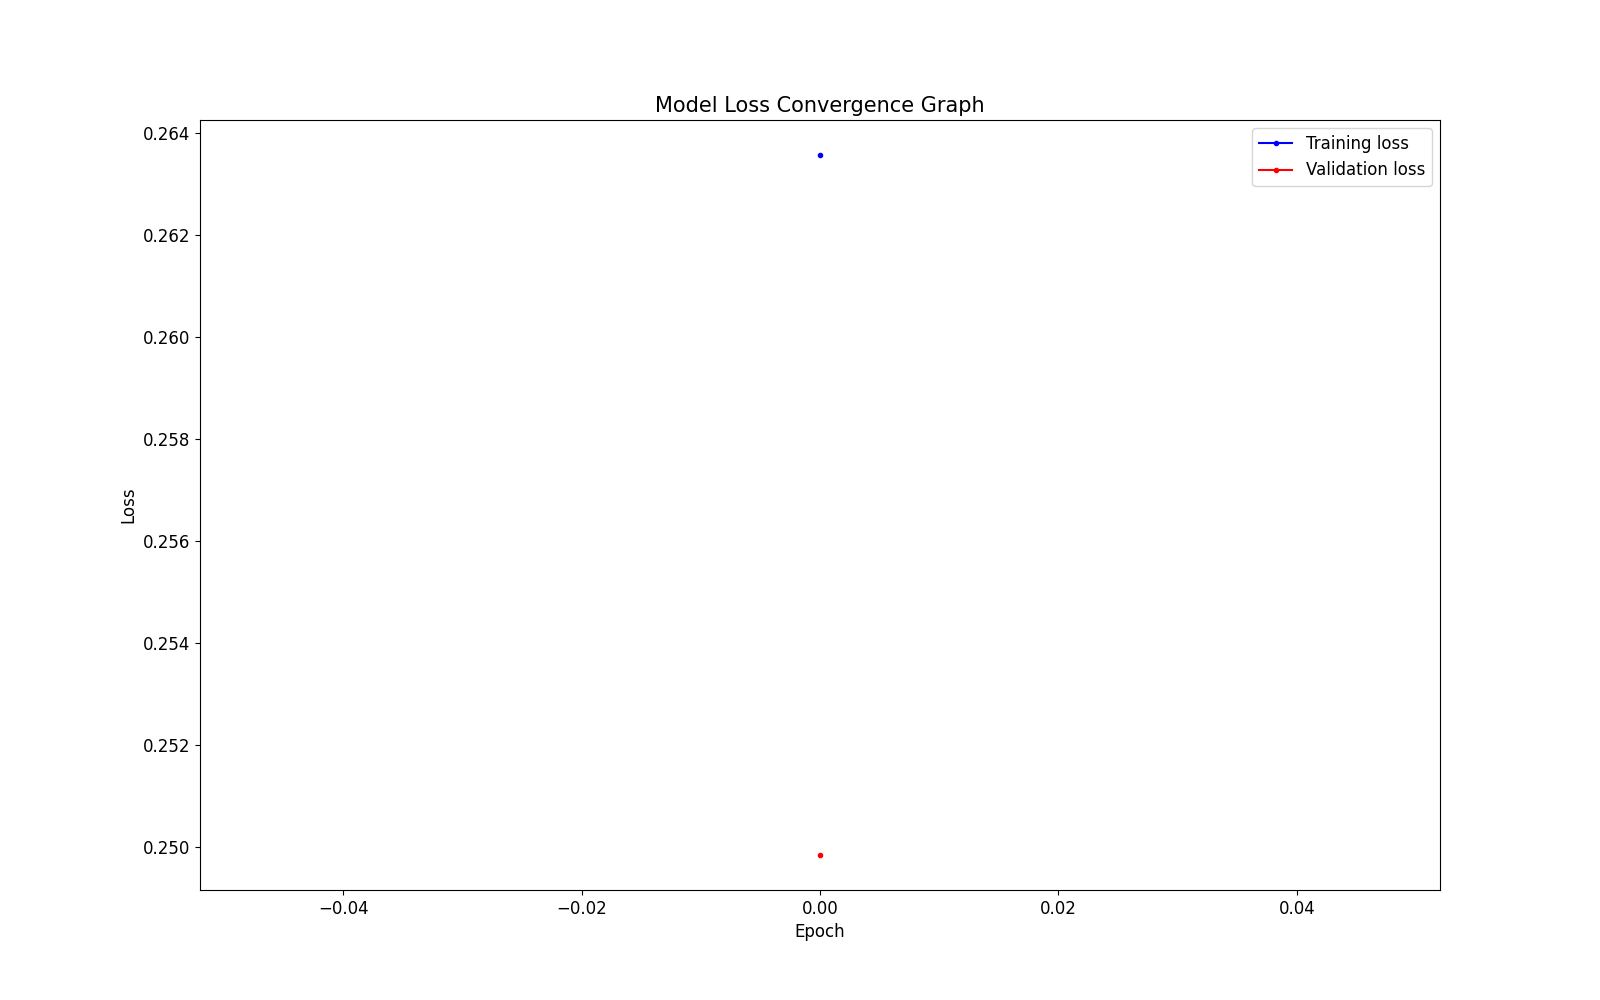 Model Loss Convergence Graph
Training loss
Validation loss
0.264
0.262
0.260
0.258
0.256
0.254
0.252
0.250
Loss
−0.04
−0.02
0.00
0.02
0.04
Epoch